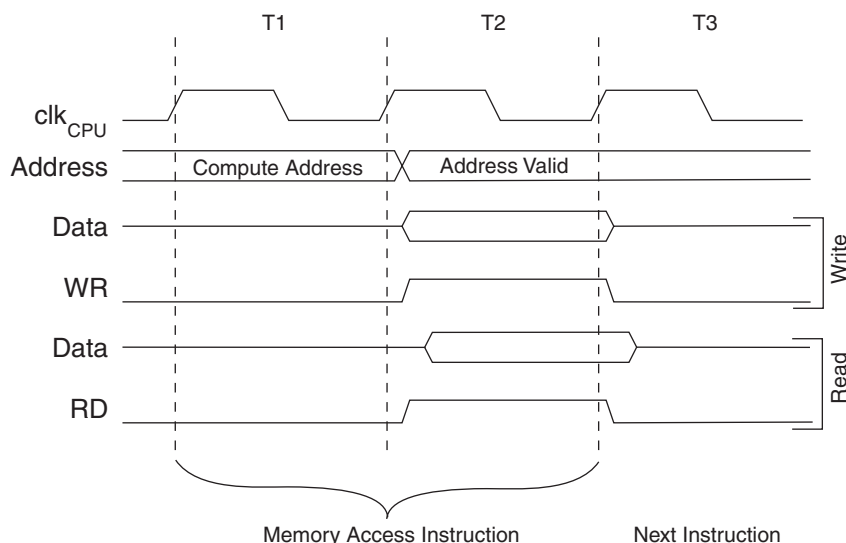 T1 T2 T3
clkCPU
Address Compute Address Address Valid
Data
WR
Write
Data
RD
Read
Memory Access Instruction Next Instruction